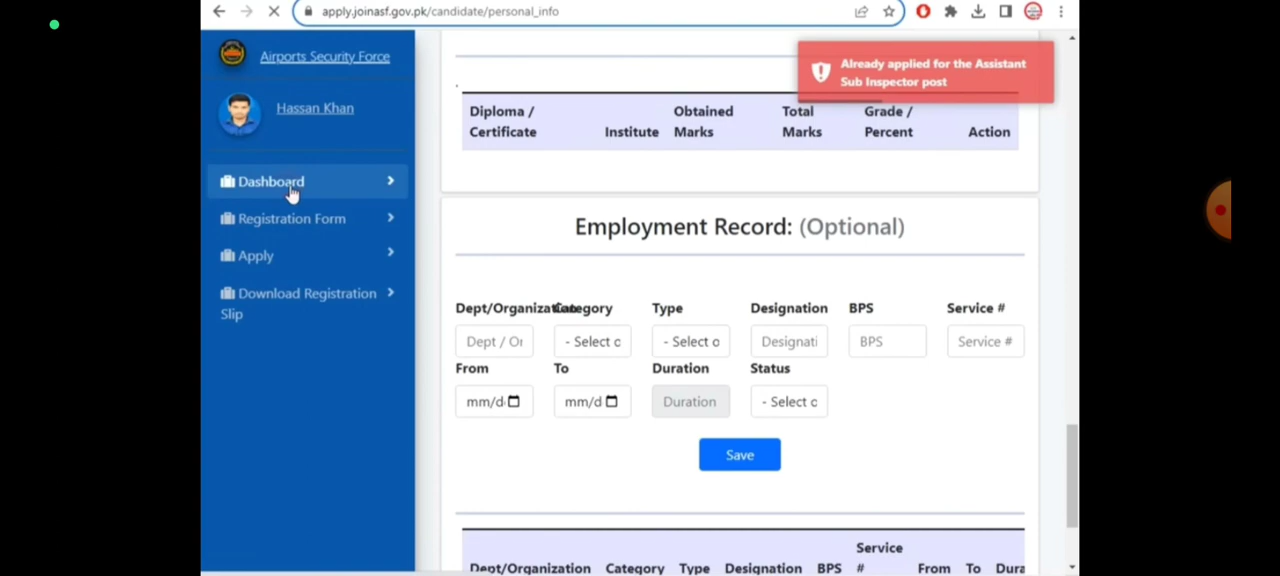 apply.joinasf.gov.pk/candidate/personal_info
Airports Security Force
Hassan Khan
Dashboard
Registration Form
Apply
Download Registration
Slip
Already applied for the Assistant
Sub Inspector post
Diploma /
Certificate
Institute
Obtained
Marks
Total
Marks
Grade /
Percent
Action
Employment Record: (Optional)
Dept/Organization Category Type Designation BPS Service #
Dept / Or - Select o - Select o Designati BPS Service #
From To Duration Status
mm/d mm/d Duration - Select o
Save
Dept/Organization Category Type Designation BPS Service # From To Dura